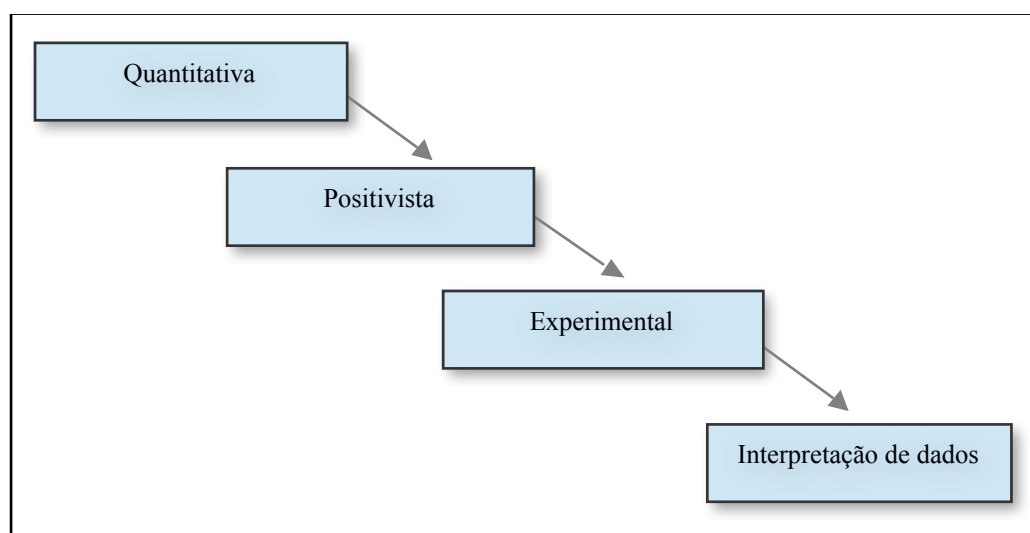 Quantitativa
Positivista
Experimental
Interpretação de dados